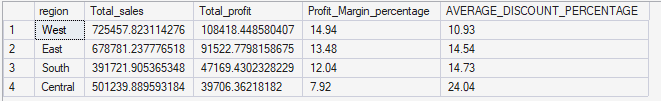 region Total_sales Total_profit Profit_Margin_percentage AVERAGE_DISCOUNT_PERCENTAGE
1 West 725457.823114276 108418.448580407 14.94 10.93
2 East 678781.237776518 91522.7798158675 13.48 14.54
3 South 391721.905365348 47169.4302328229 12.04 14.73
4 Central 501239.889593184 39706.36218182 7.92 24.04